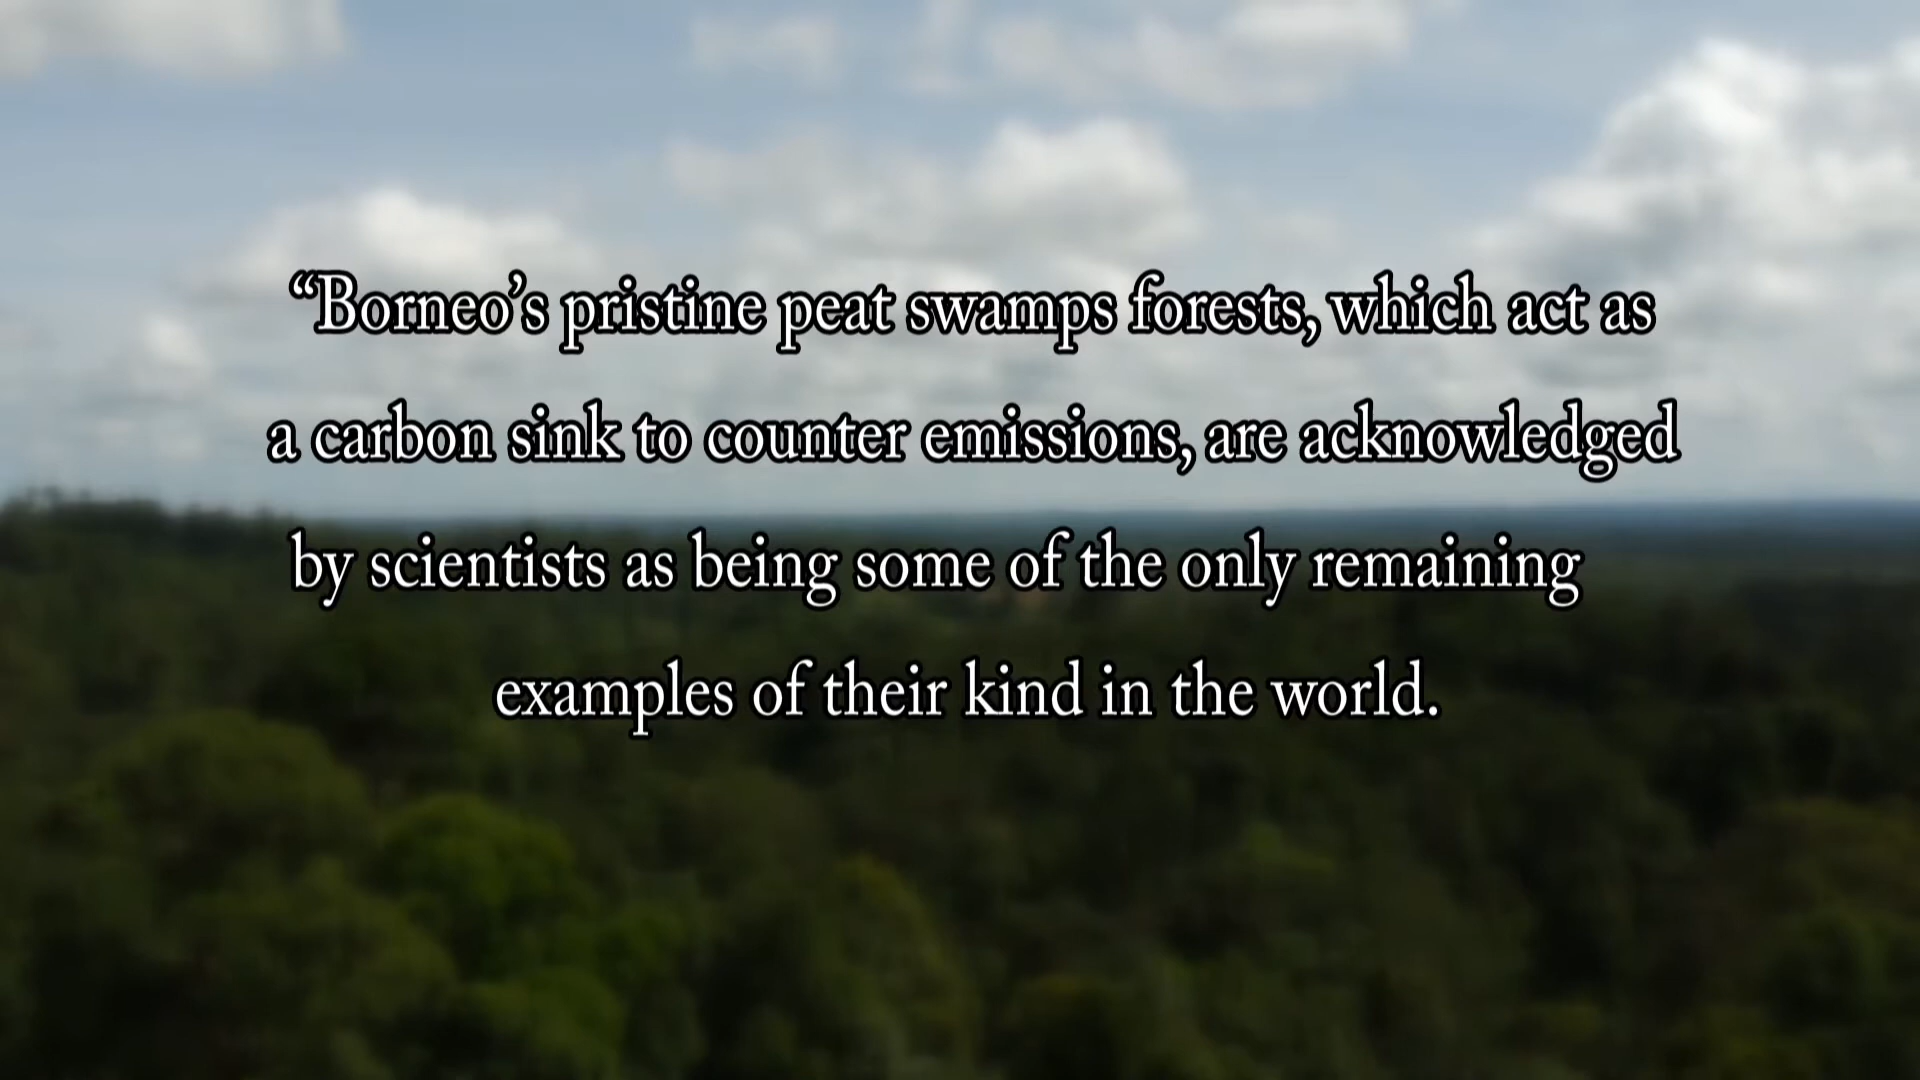 “Borneo’s pristine peat swamps forests, which act as
a carbon sink to counter emissions, are acknowledged
by scientists as being some of the only remaining
examples of their kind in the world.